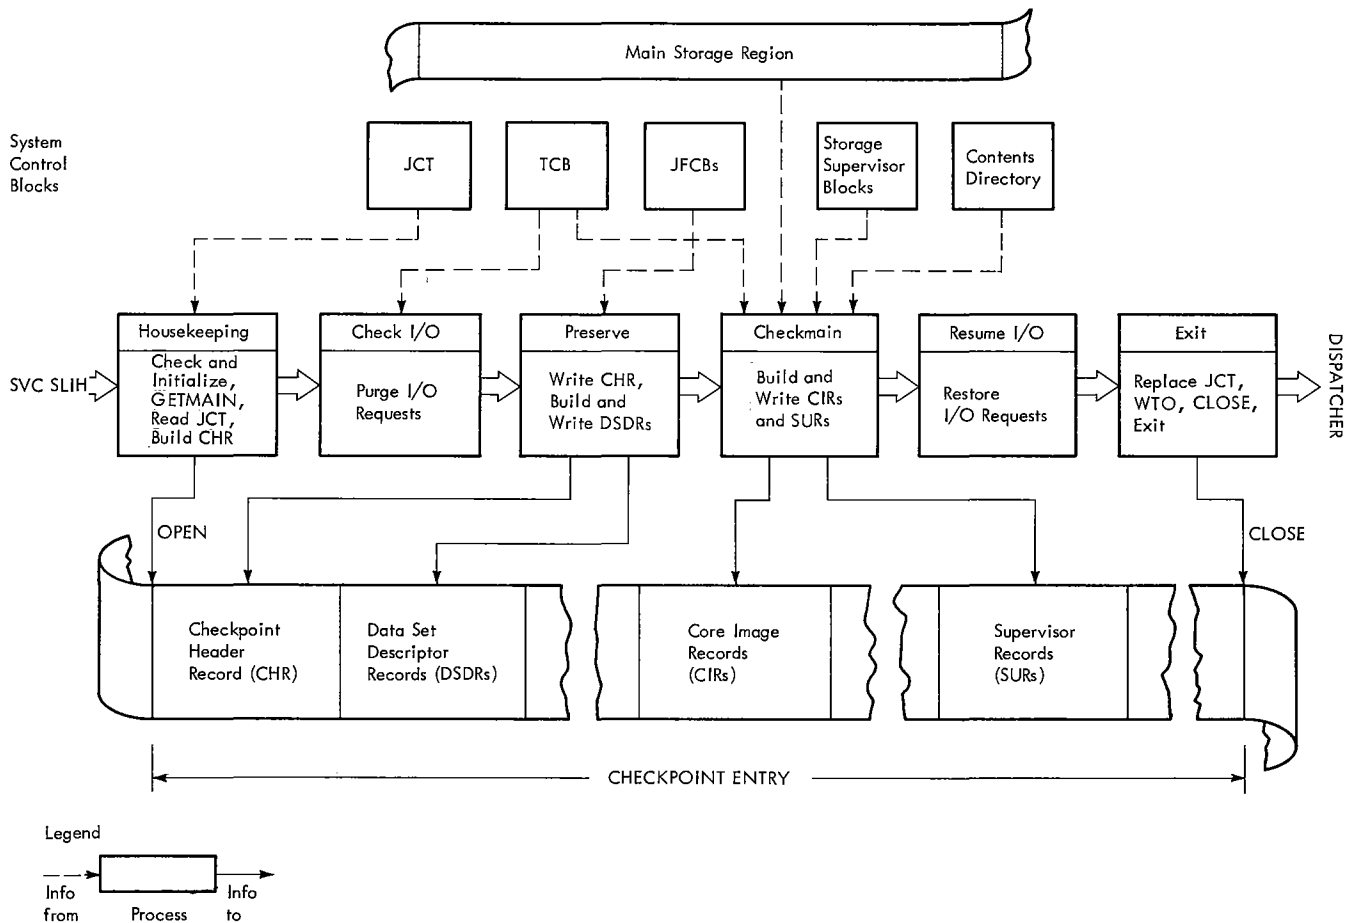 Main Storage Region
System
Control
Blocks
JCT
TCB
JFCBs
Storage
Supervisor
Blocks
Contents
Directory
SVC SLIH
Housekeeping
Check and
Initialize,
GETMAIN,
Read JCT,
Build CHR
Check I/O
Purge I/O
Requests
Preserve
Write CHR,
Build and
Write DSDRs
Checkmain
Build and
Write CIRs
and SURs
Resume I/O
Restore
I/O Requests
Exit
Replace JCT,
WTO, CLOSE,
Exit
DISPATCHER
OPEN
CLOSE
Checkpoint
Header
Record (CHR)
Data Set
Descriptor
Records (DSDRs)
Core Image
Records
(CIRs)
Supervisor
Records
(SURs)
CHECKPOINT ENTRY
Legend
Info
from
Process
Info
to